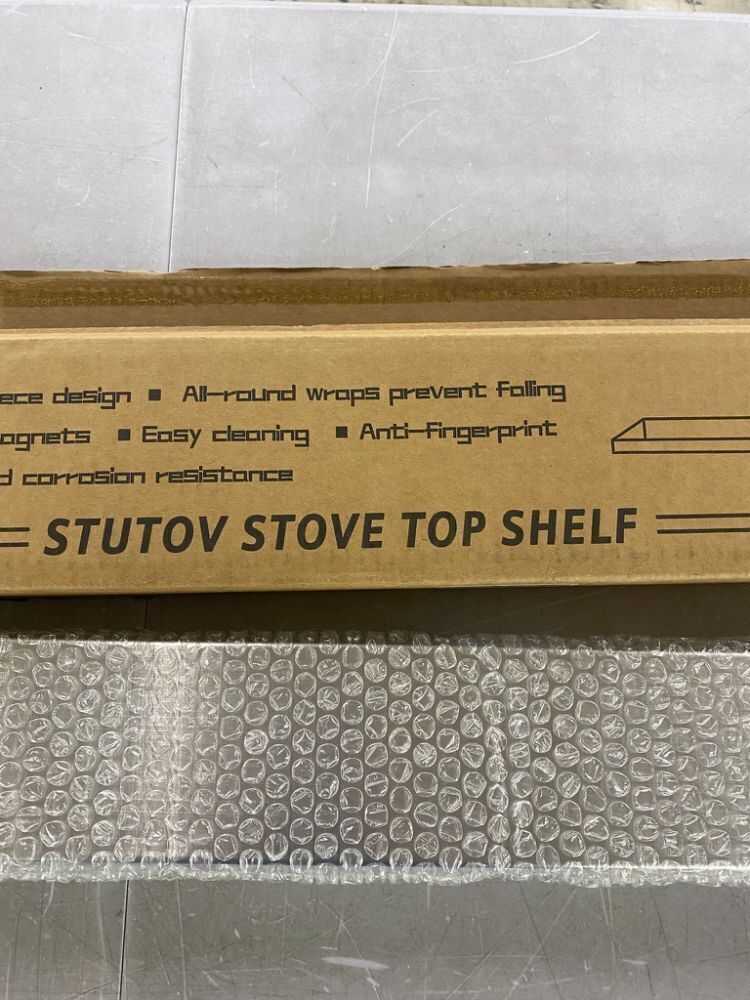 ece design ▪ All-round wraps prevent falling
agnets ▪ Easy cleaning ▪ Anti-Fingerprint
d corrosion resistance
STUTOV STOVE TOP SHELF